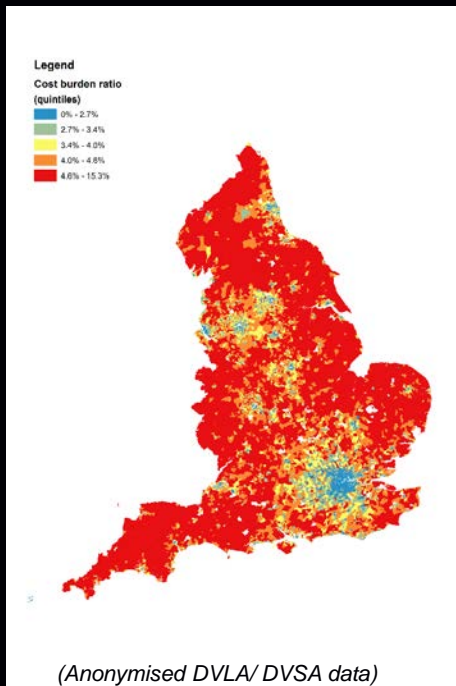 Legend
Cost burden ratio
(quintiles)
0% - 2.7%
2.7% - 3.4%
3.4% - 4.0%
4.0% - 4.6%
4.6% - 15.3%
(Anonymised DVLA/ DVSA data)